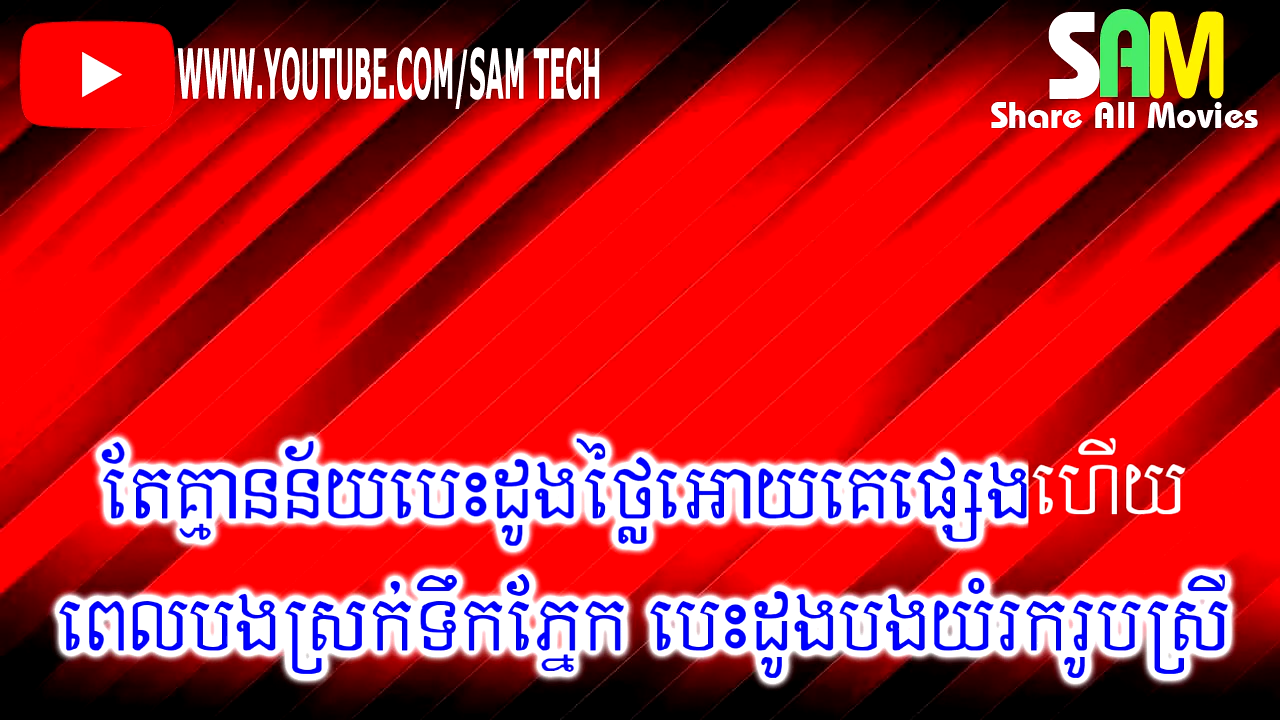 WWW.YOUTUBE.COM/SAM TECH
SAM
Share All Movies
តែគ្មានន័យបេះដូងថ្លៃអោយគេផ្សេងហើយ
ពេលបងស្រក់ទឹកភ្នែក បេះដូងបងយំរករូបស្រី